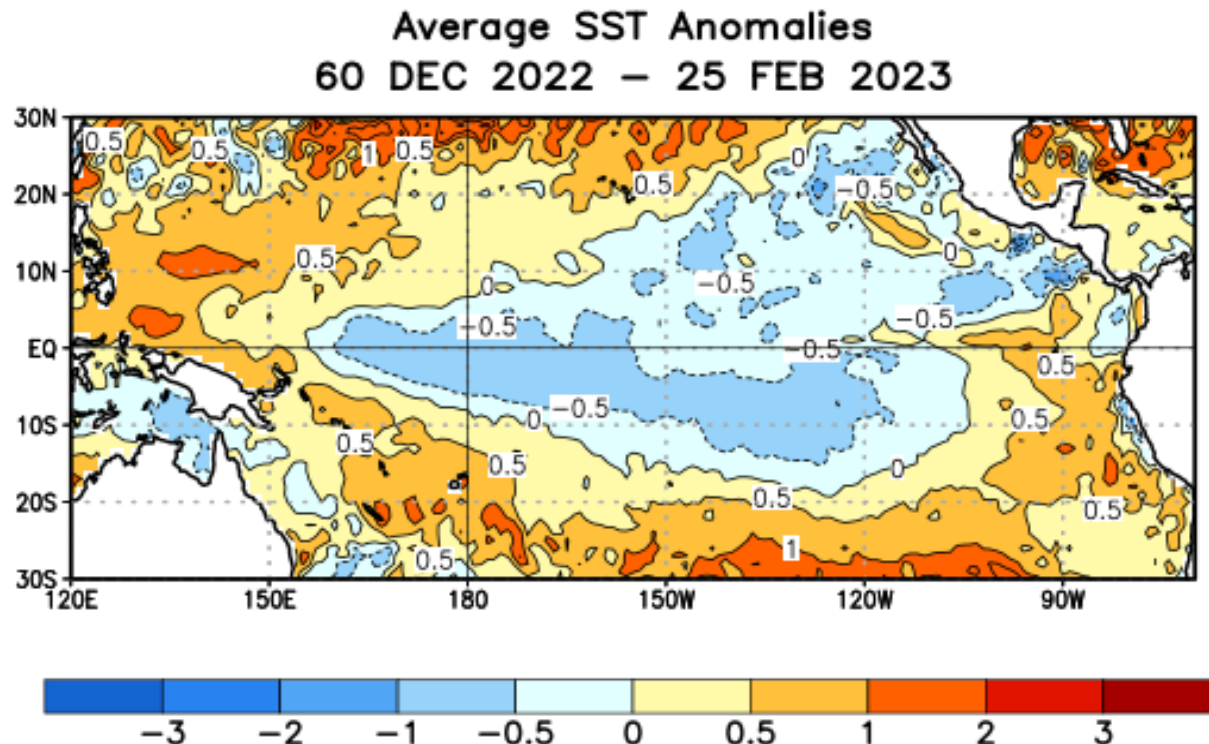 Average SST Anomalies
60 DEC 2022 – 25 FEB 2023
30N
0.5 0.5 1 0.5 0
20N 0.5 −0.5
0.5 0
10N
0 −0.5
−0.5 −0.5
EQ −0.5
0.5
−0.5
10S 0 0.5
0.5
0.5 0
20S 0.5 0.5
1
0.5
30S
120E 150E 180 150W 120W 90W
−3 −2 −1 −0.5 0 0.5 1 2 3